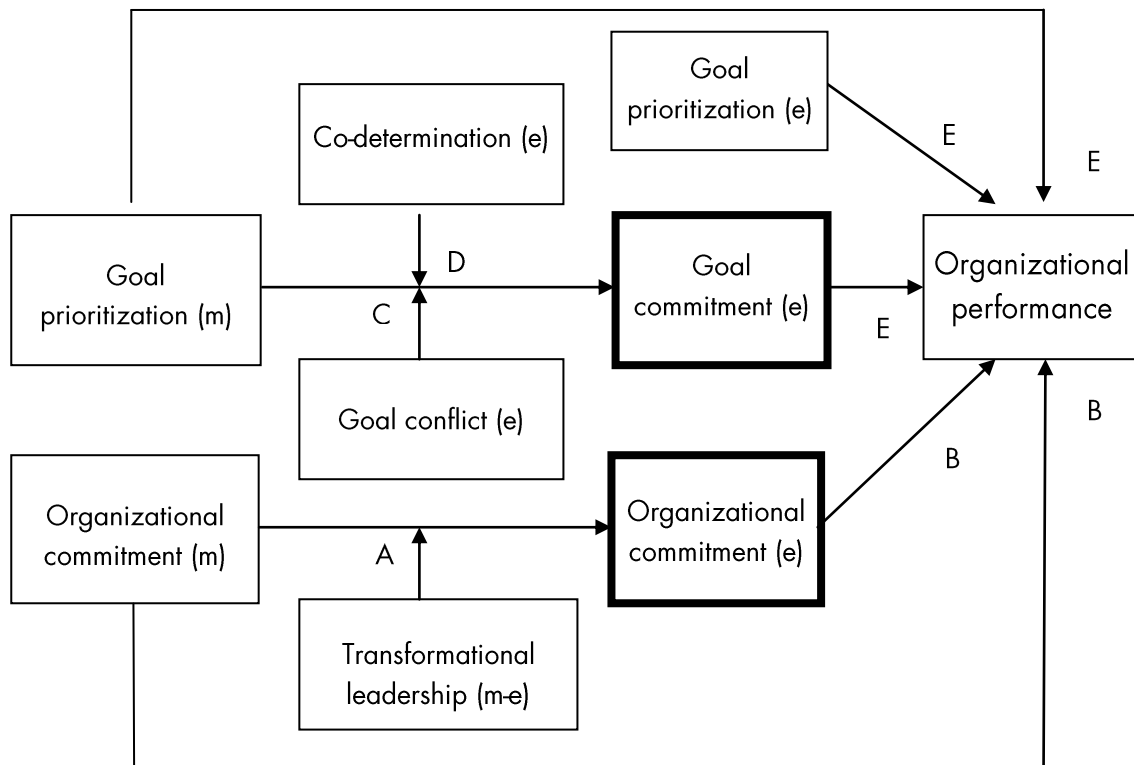 Goal
prioritization (e)
E
E
Co-determination (e)
D
Goal
prioritization (m)
C
Goal
commitment (e)
E
Organizational
performance
Goal conflict (e)
B
B
Organizational
commitment (m)
A
Organizational
commitment (e)
Transformational
leadership (m-e)